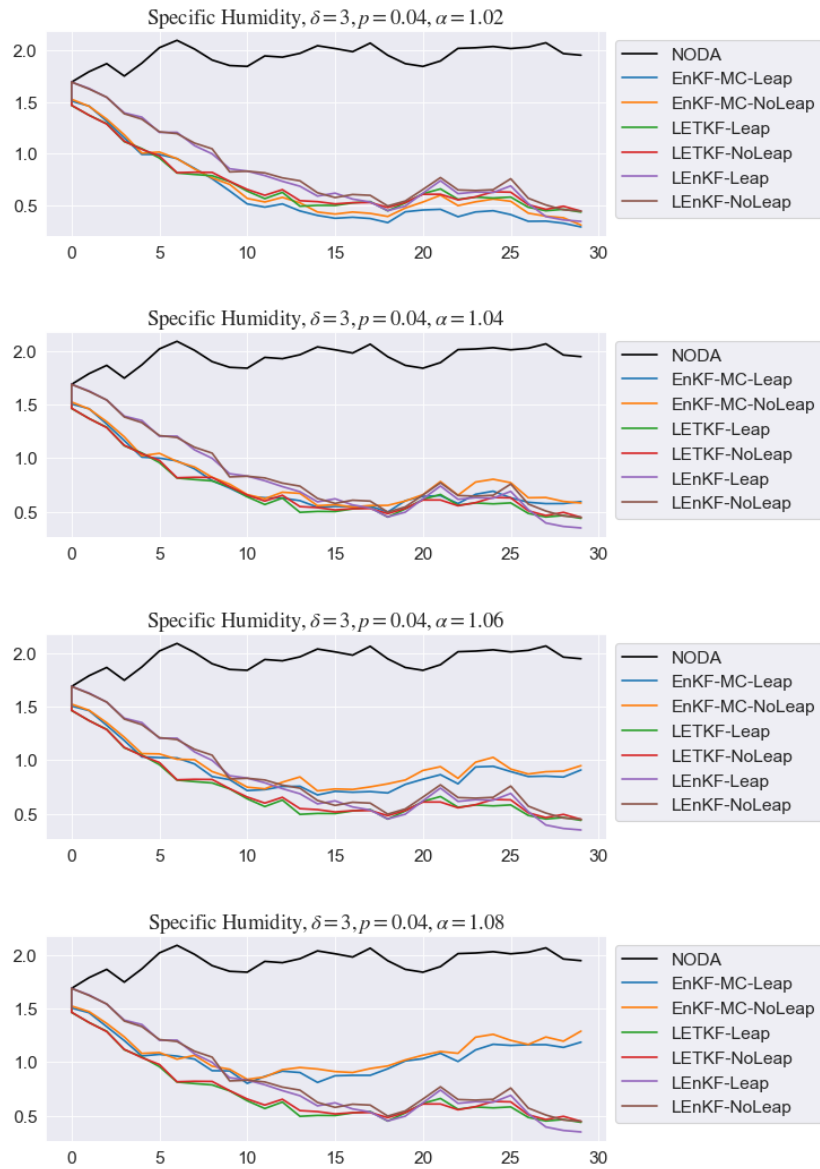 Specific Humidity, δ = 3, p = 0.04, α = 1.02
2.0
1.5
1.0
0.5
0 5 10 15 20 25 30
NODA
EnKF-MC-Leap
EnKF-MC-NoLeap
LETKF-Leap
LETKF-NoLeap
LEnKF-Leap
LEnKF-NoLeap
Specific Humidity, δ = 3, p = 0.04, α = 1.04
2.0
1.5
1.0
0.5
0 5 10 15 20 25 30
NODA
EnKF-MC-Leap
EnKF-MC-NoLeap
LETKF-Leap
LETKF-NoLeap
LEnKF-Leap
LEnKF-NoLeap
Specific Humidity, δ = 3, p = 0.04, α = 1.06
2.0
1.5
1.0
0.5
0 5 10 15 20 25 30
NODA
EnKF-MC-Leap
EnKF-MC-NoLeap
LETKF-Leap
LETKF-NoLeap
LEnKF-Leap
LEnKF-NoLeap
Specific Humidity, δ = 3, p = 0.04, α = 1.08
2.0
1.5
1.0
0.5
0 5 10 15 20 25 30
NODA
EnKF-MC-Leap
EnKF-MC-NoLeap
LETKF-Leap
LETKF-NoLeap
LEnKF-Leap
LEnKF-NoLeap